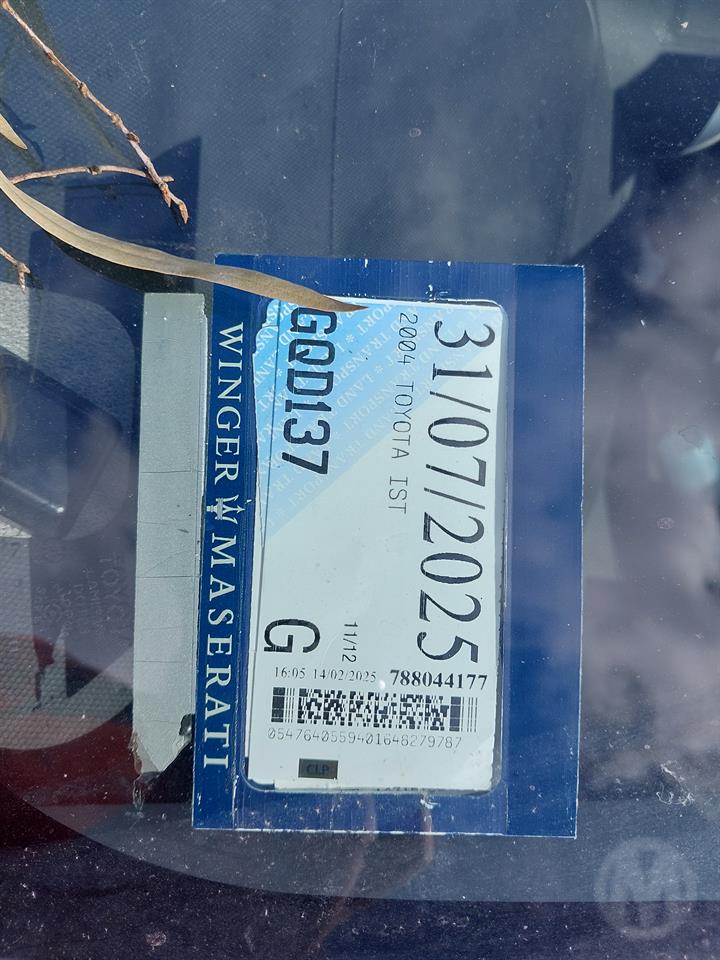 WINGER MASERATI
31/07/2025
2004 TOYOTA IST
GQD137
G
11/12
16:05 14/02/2025 788044177
0547640559401648279787
CLP